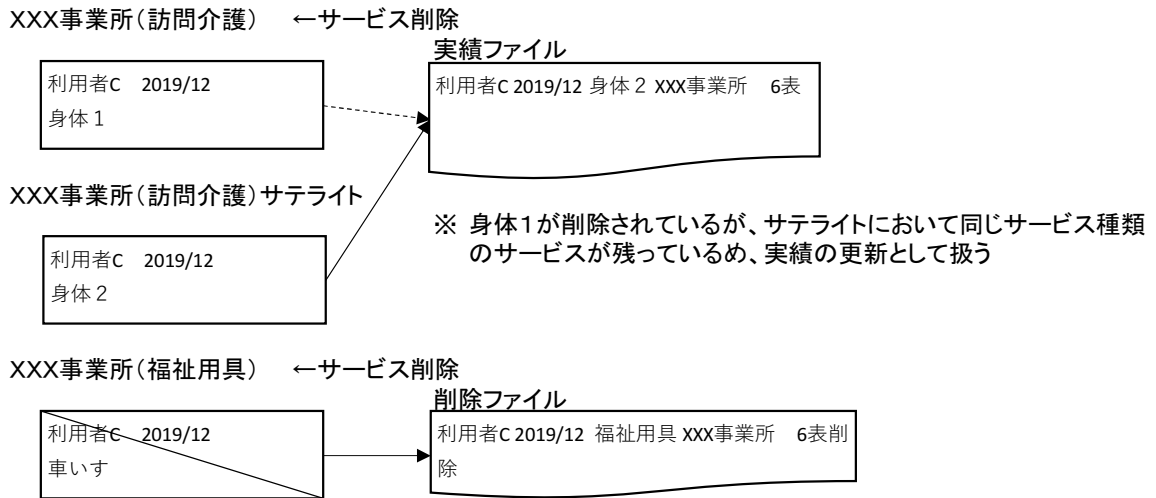 XXX事業所（訪問介護）　←サービス削除
実績ファイル
利用者C　2019/12
身体１
利用者C 2019/12 身体２ XXX事業所　6表
XXX事業所（訪問介護）サテライト
利用者C　2019/12
身体２
※ 身体１が削除されているが、サテライトにおいて同じサービス種類
のサービスが残っているめ、実績の更新として扱う
XXX事業所（福祉用具）　←サービス削除
削除ファイル
利用者C　2019/12
車いす
利用者C 2019/12 福祉用具 XXX事業所　6表削
除